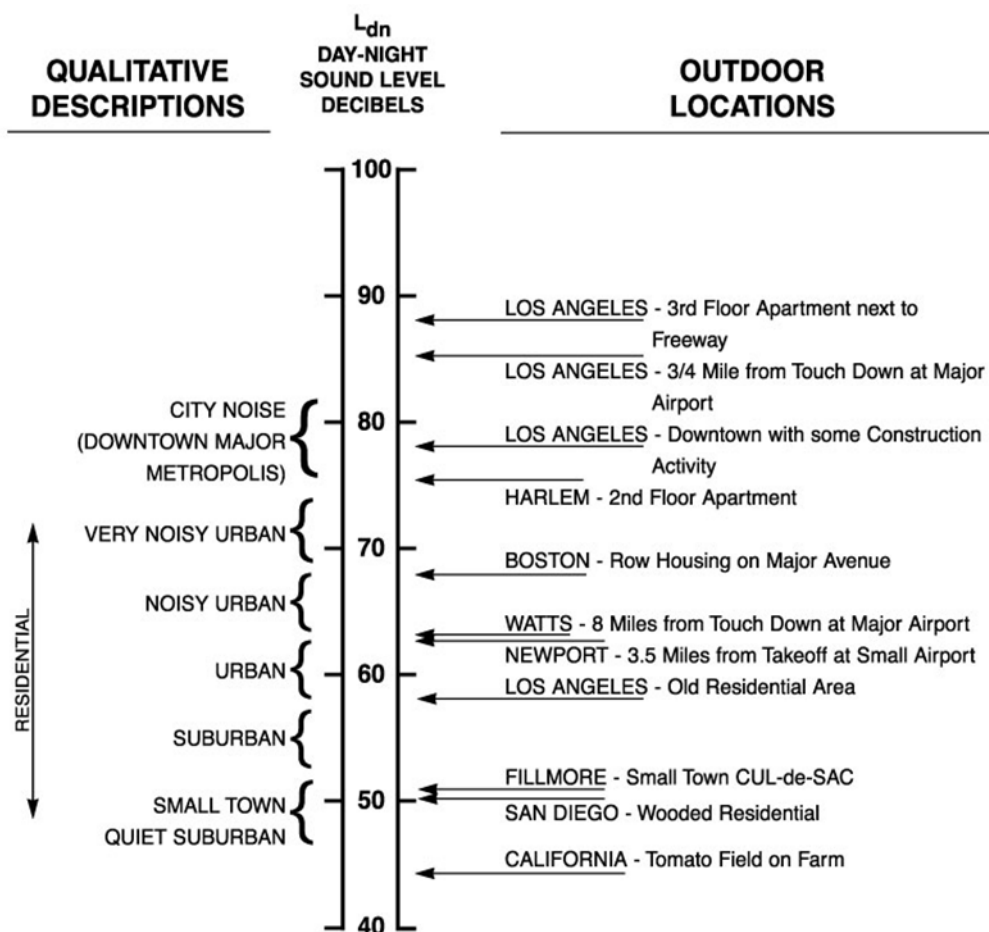 L dn
DAY-NIGHT
SOUND LEVEL
DECIBELS
QUALITATIVE
DESCRIPTIONS
OUTDOOR
LOCATIONS
100
90
LOS ANGELES - 3rd Floor Apartment next to
Freeway
LOS ANGELES - 3/4 Mile from Touch Down at Major
Airport
CITY NOISE
(DOWNTOWN MAJOR
METROPOLIS)
80
LOS ANGELES - Downtown with some Construction
Activity
HARLEM - 2nd Floor Apartment
VERY NOISY URBAN
70
BOSTON - Row Housing on Major Avenue
NOISY URBAN
WATTS - 8 Miles from Touch Down at Major Airport
NEWPORT - 3.5 Miles from Takeoff at Small Airport
URBAN
60
LOS ANGELES - Old Residential Area
RESIDENTIAL
SUBURBAN
FILLMORE - Small Town CUL-de-SAC
SMALL TOWN
QUIET SUBURBAN
50
SAN DIEGO - Wooded Residential
CALIFORNIA - Tomato Field on Farm
40